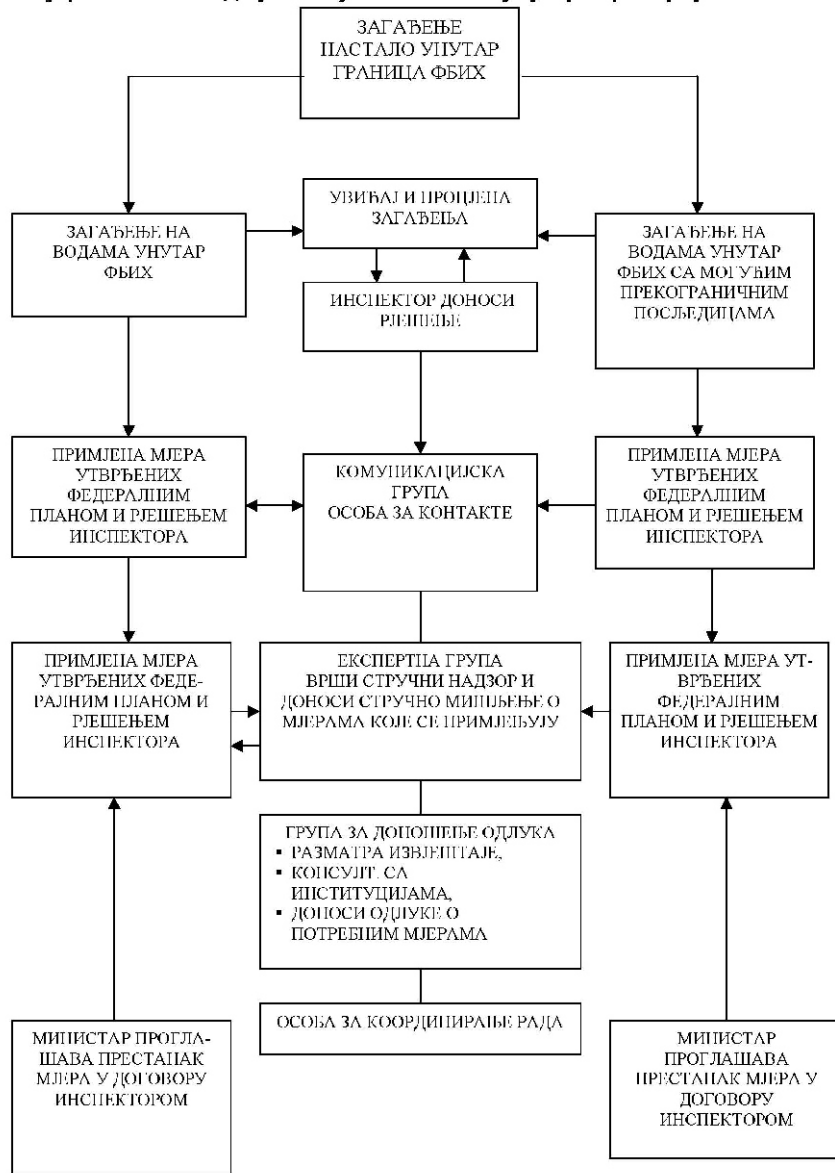 ЗАГАЂЕЊЕ
НАСТАЛО УНУТАР
ГРАНИЦА ФБИХ
УВИЂАЈ И ПРОЦЈЕНА
ЗАГАЂЕЊА
ЗАГАЂЕЊЕ НА
ВОДАМА УНУТАР
ФБИХ
ЗАГАЂЕЊЕ НА
ВОДАМА УНУТАР
ФБИХ СА МОГУЋИМ
ПРЕКОГРАНИЧНИМ
ПОСЉЕДИЦАМА
ИНСПЕКТОР ДОНОСИ
РЈЕШЕЊЕ
ПРИМЈЕНА МЈЕРА
УТВРЂЕНИХ
ФЕДЕРАЛНИМ
ПЛАНОМ И РЈЕШЕЊЕМ
ИНСПЕКТОРА
КОМУНИКАЦИЈСКА
ГРУПА
ОСОБА ЗА КОНТАКТЕ
ПРИМЈЕНА МЈЕРА
УТВРЂЕНИХ
ФЕДЕРАЛНИМ
ПЛАНОМ И РЈЕШЕЊЕМ
ИНСПЕКТОРА
ПРИМЈЕНА МЈЕРА
УТВРЂЕНИХ ФЕДЕ-
РАЛНИМ ПЛАНОМ И
РЈЕШЕЊЕМ
ИНСПЕКТОРА
ЕКСПЕРТНА ГРУПА
ВРШИ СТРУЧНИ НАДЗОР И
ДОНОСИ СТРУЧНО МИШЉЕЊЕ О
МЈЕРАМА КОЈЕ СЕ ПРИМЈЕЊУЈУ
ПРИМЈЕНА МЈЕРА УТ-
ВРЂЕНИХ
ФЕДЕРАЛНИМ
ПЛАНОМ И РЈЕШЕЊЕМ
ИНСПЕКТОРА
ГРУПА ЗА ДОНОШЕЊЕ ОДЛУКА
▪ РАЗМАТРА ИЗВЈЕШТАЈЕ,
▪ КОНСУЛТ. СА
ИНСТИТУЦИЈАМА,
▪ ДОНОСИ ОДЛУКЕ О
ПОТРЕБНИМ МЈЕРАМА
ОСОБА ЗА КООРДИНИРАЊЕ РАДА
МИНИСТАР ПРОГЛА-
ШАВА ПРЕСТАНАК
МЈЕРА У ДОГОВОРУ
ИНСПЕКТОРОМ
МИНИСТАР
ПРОГЛАШАВА
ПРЕСТАНАК МЈЕРА У
ДОГОВОРУ
ИНСПЕКТОРОМ